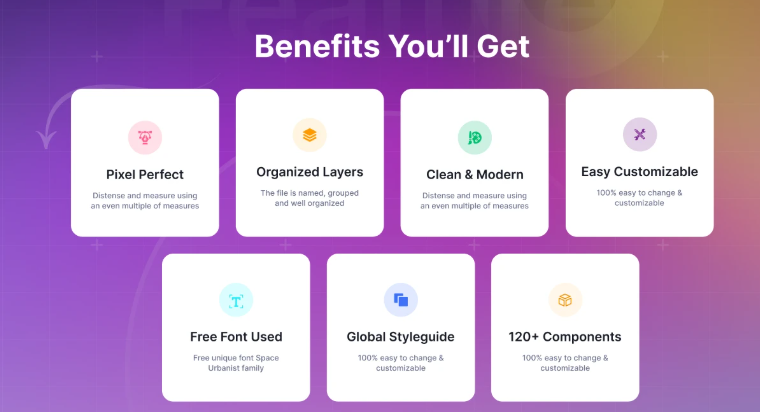 Feature
Benefits You'll Get
Pixel Perfect
Distense and measure using
an even multiple of measures
Organized Layers
The file is named, grouped
and well organized
Clean & Modern
Distense and measure using
an even multiple of measures
Easy Customizable
100% easy to change &
customizable
Free Font Used
Free unique font Space
Urbanist family
Global Styleguide
100% easy to change &
customizable
120+ Components
100% easy to change &
customizable